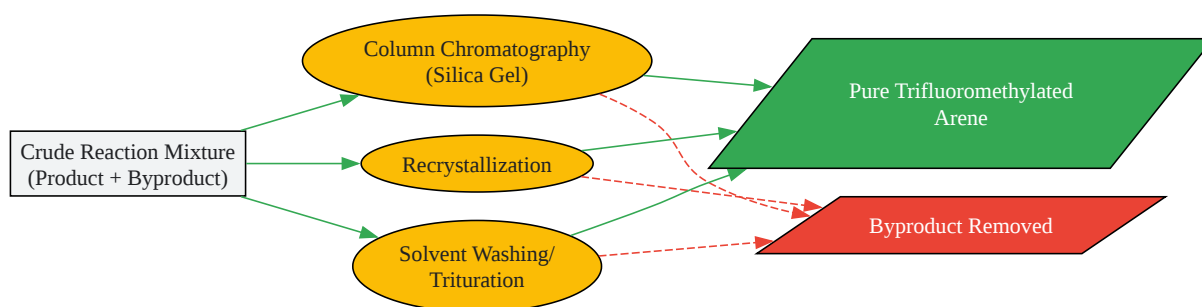 Crude Reaction Mixture
(Product + Byproduct)
Column Chromatography
(Silica Gel)
Recrystallization
Solvent Washing/
Trituration
Pure Trifluoromethylated
Arene
Byproduct Removed